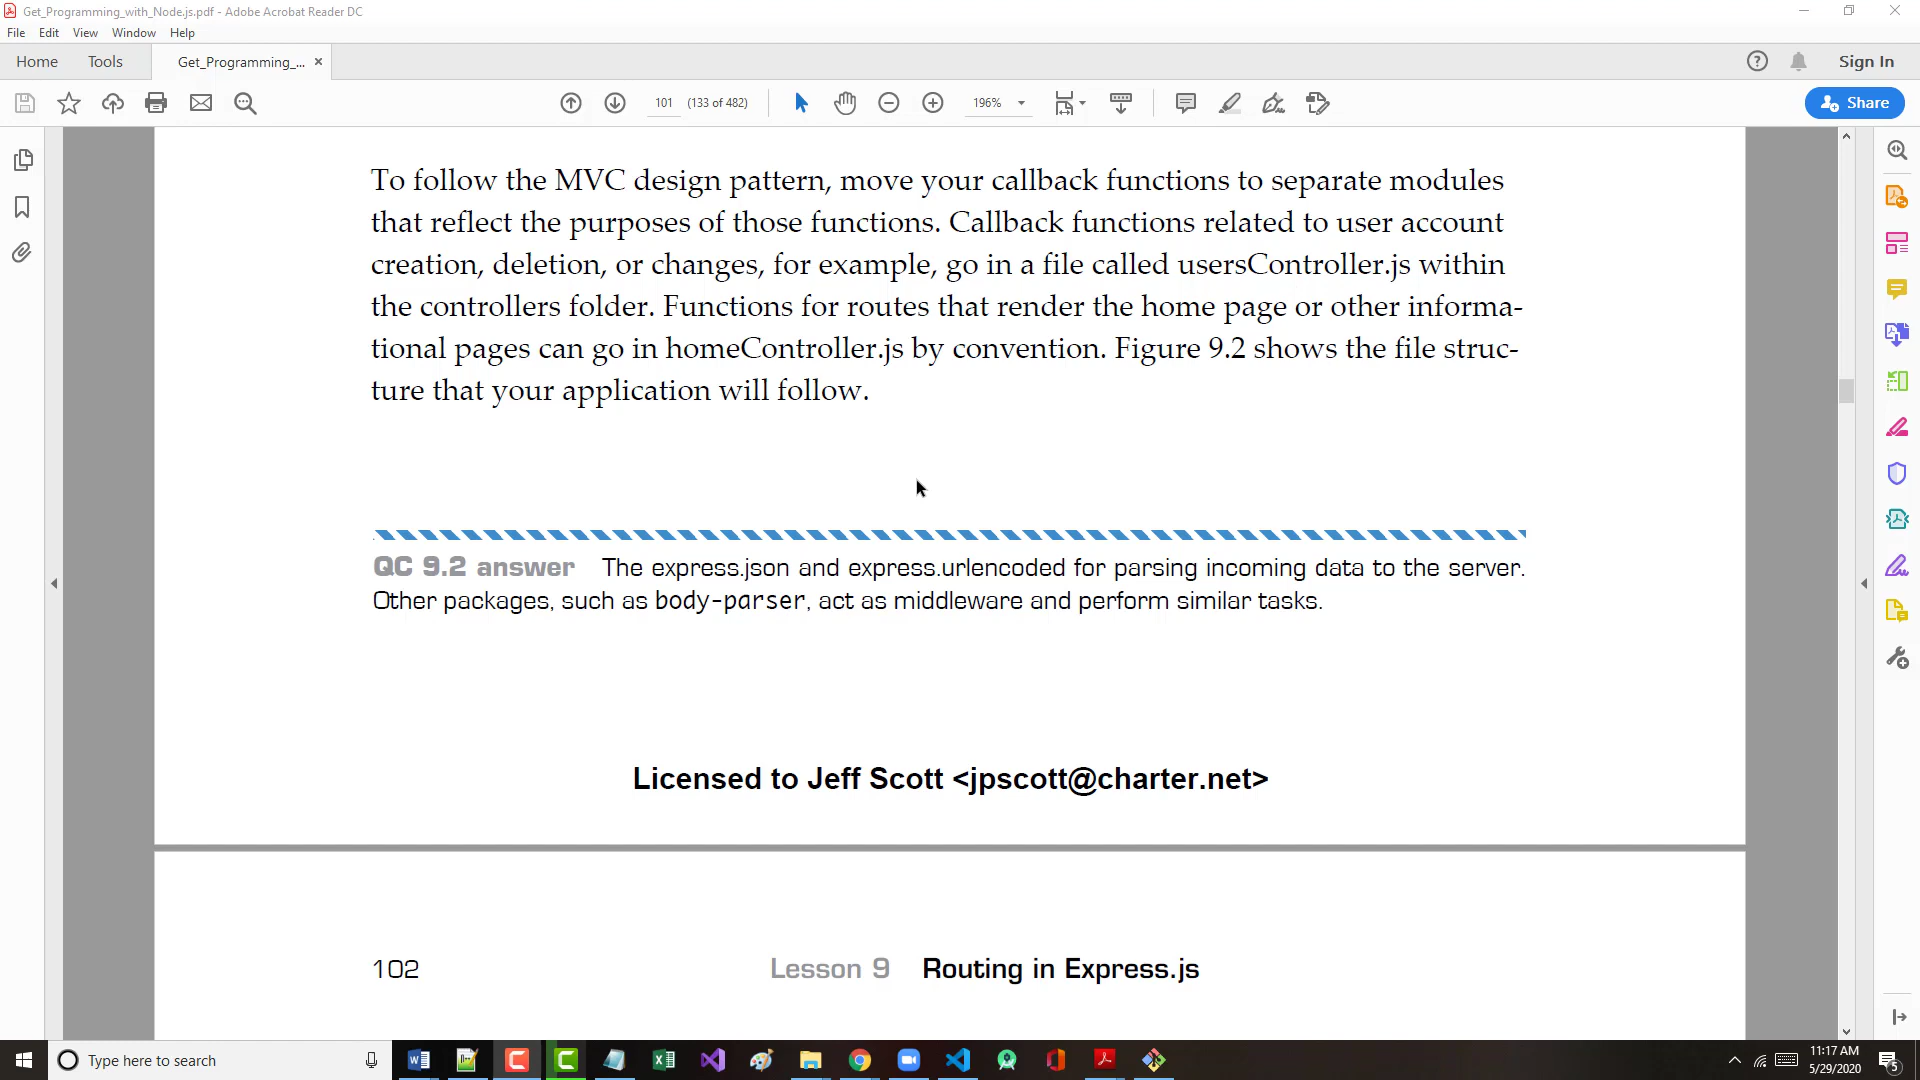 Get_Programming_with_Node.js.pdf - Adobe Acrobat Reader DC
File Edit View Window Help
Home Tools Get_Programming_... × Sign In
101 (133 of 482) 196% Share
To follow the MVC design pattern, move your callback functions to separate modules
that reflect the purposes of those functions. Callback functions related to user account
creation, deletion, or changes, for example, go in a file called usersController.js within
the controllers folder. Functions for routes that render the home page or other informa-
tional pages can go in homeController.js by convention. Figure 9.2 shows the file struc-
ture that your application will follow.
QC 9.2 answer The express.json and express.urlencoded for parsing incoming data to the server.
Other packages, such as body-parser, act as middleware and perform similar tasks.
Licensed to Jeff Scott <jpscott@charter.net>
102 Lesson 9 Routing in Express.js
Type here to search
11:17 AM
5/29/2020
5